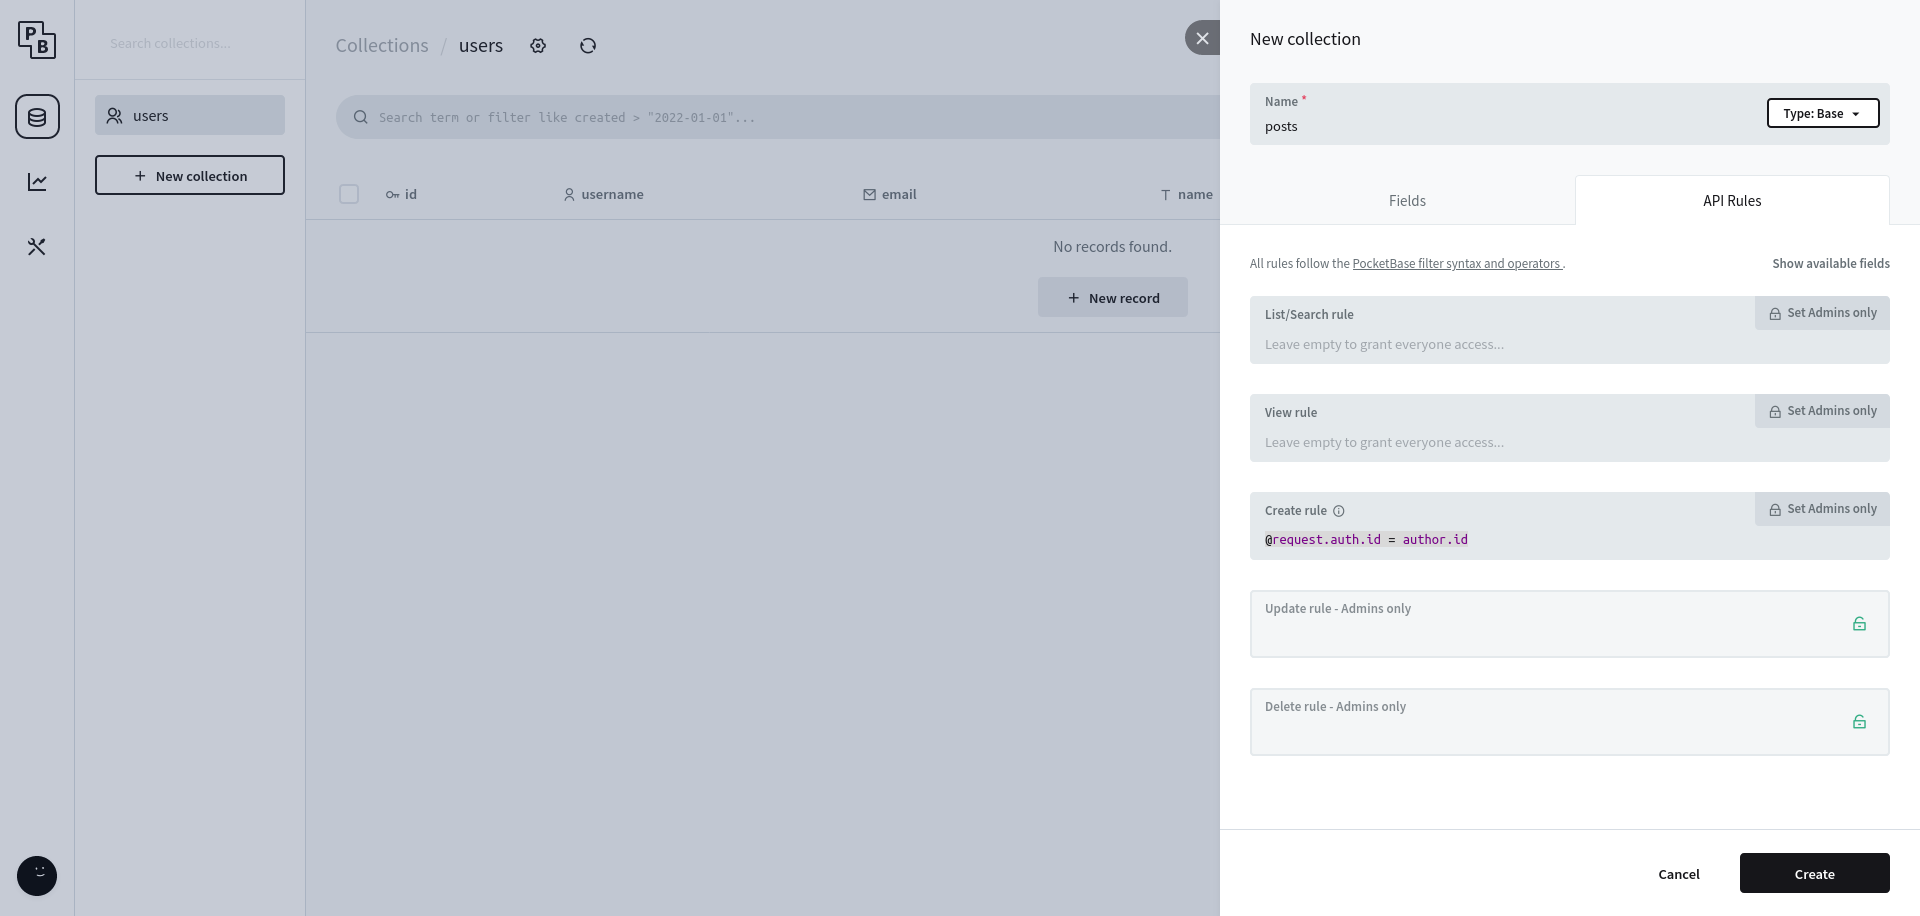 PB
Search collections...
users
New collection
Collections / users
Search term or filter like created > "2022-01-01"...
id
username
email
name
No records found.
New record
New collection
Name *
posts
Type: Base
Fields
API Rules
All rules follow the PocketBase filter syntax and operators .
Show available fields
List/Search rule
Set Admins only
Leave empty to grant everyone access...
View rule
Set Admins only
Leave empty to grant everyone access...
Create rule
Set Admins only
@request.auth.id = author.id
Update rule - Admins only
Delete rule - Admins only
Cancel
Create